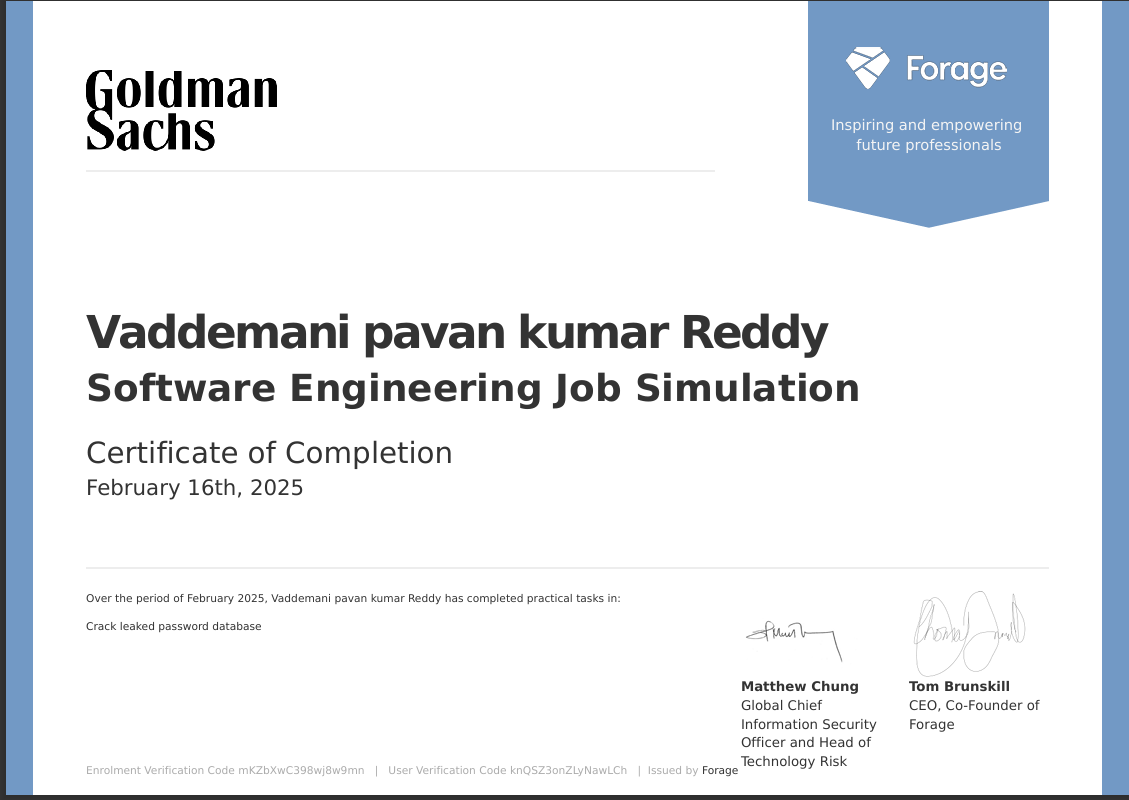 Goldman
Sachs
Forage
Inspiring and empowering
future professionals
Vaddemani pavan kumar Reddy
Software Engineering Job Simulation
Certificate of Completion
February 16th, 2025
Over the period of February 2025, Vaddemani pavan kumar Reddy has completed practical tasks in:
Crack leaked password database
Matthew Chung
Global Chief
Information Security
Officer and Head of
Technology Risk
Tom Brunskill
CEO, Co-Founder of
Forage
Enrolment Verification Code mKZbXwC398wj8w9mn | User Verification Code knQSZ3onZLyNawLCh | Issued by Forage